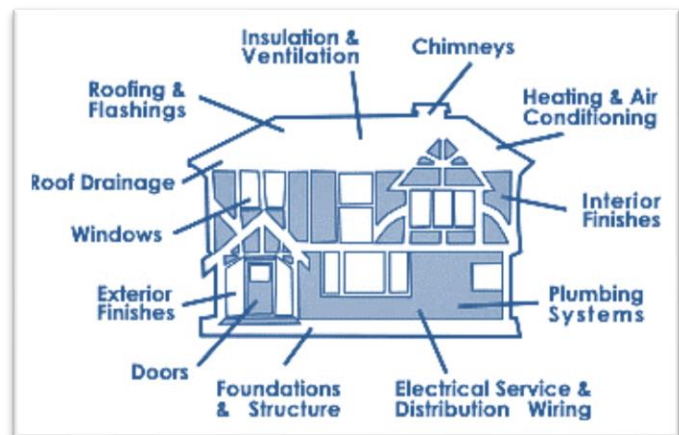 Insulation &
Ventilation
Chimneys
Roofing &
Flashings
Heating & Air
Conditioning
Roof Drainage
Interior
Finishes
Windows
Exterior
Finishes
Plumbing
Systems
Doors
Foundations
& Structure
Electrical Service &
Distribution Wiring